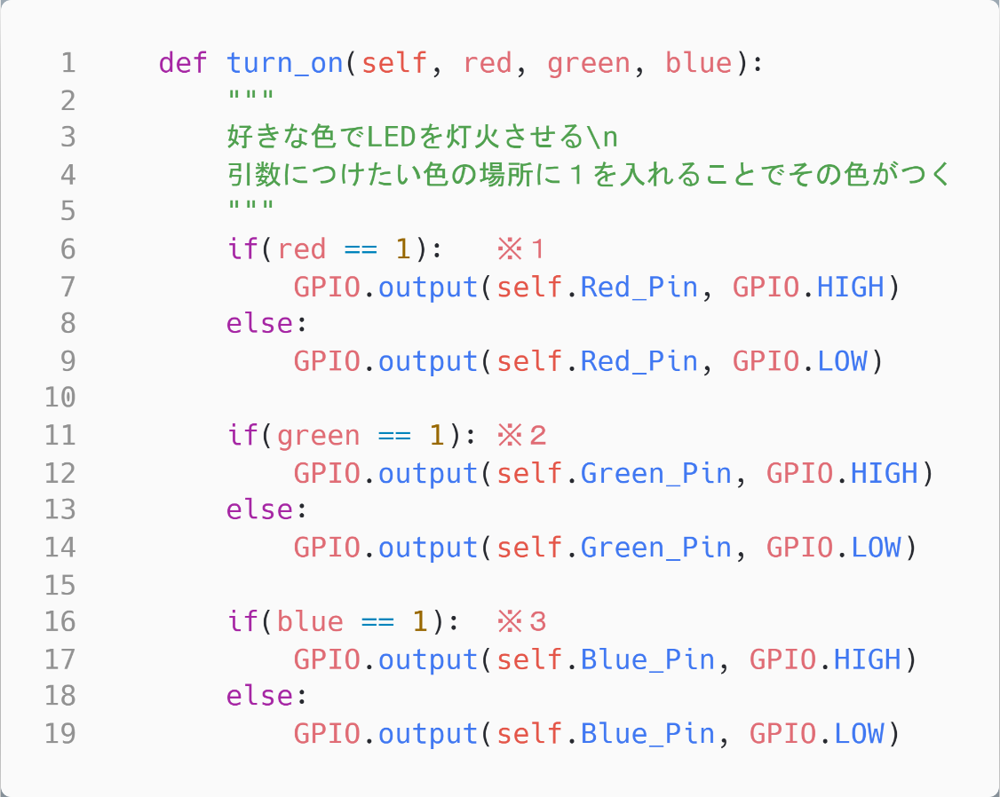 1 def turn_on(self, red, green, blue):
2 """
3 好きな色でLEDを灯火させる\n
4 引数につけたい色の場所に１を入れることでその色がつく
5 """
6 if(red == 1): ※１
7 GPIO.output(self.Red_Pin, GPIO.HIGH)
8 else:
9 GPIO.output(self.Red_Pin, GPIO.LOW)
10
11 if(green == 1): ※２
12 GPIO.output(self.Green_Pin, GPIO.HIGH)
13 else:
14 GPIO.output(self.Green_Pin, GPIO.LOW)
15
16 if(blue == 1): ※３
17 GPIO.output(self.Blue_Pin, GPIO.HIGH)
18 else:
19 GPIO.output(self.Blue_Pin, GPIO.LOW)